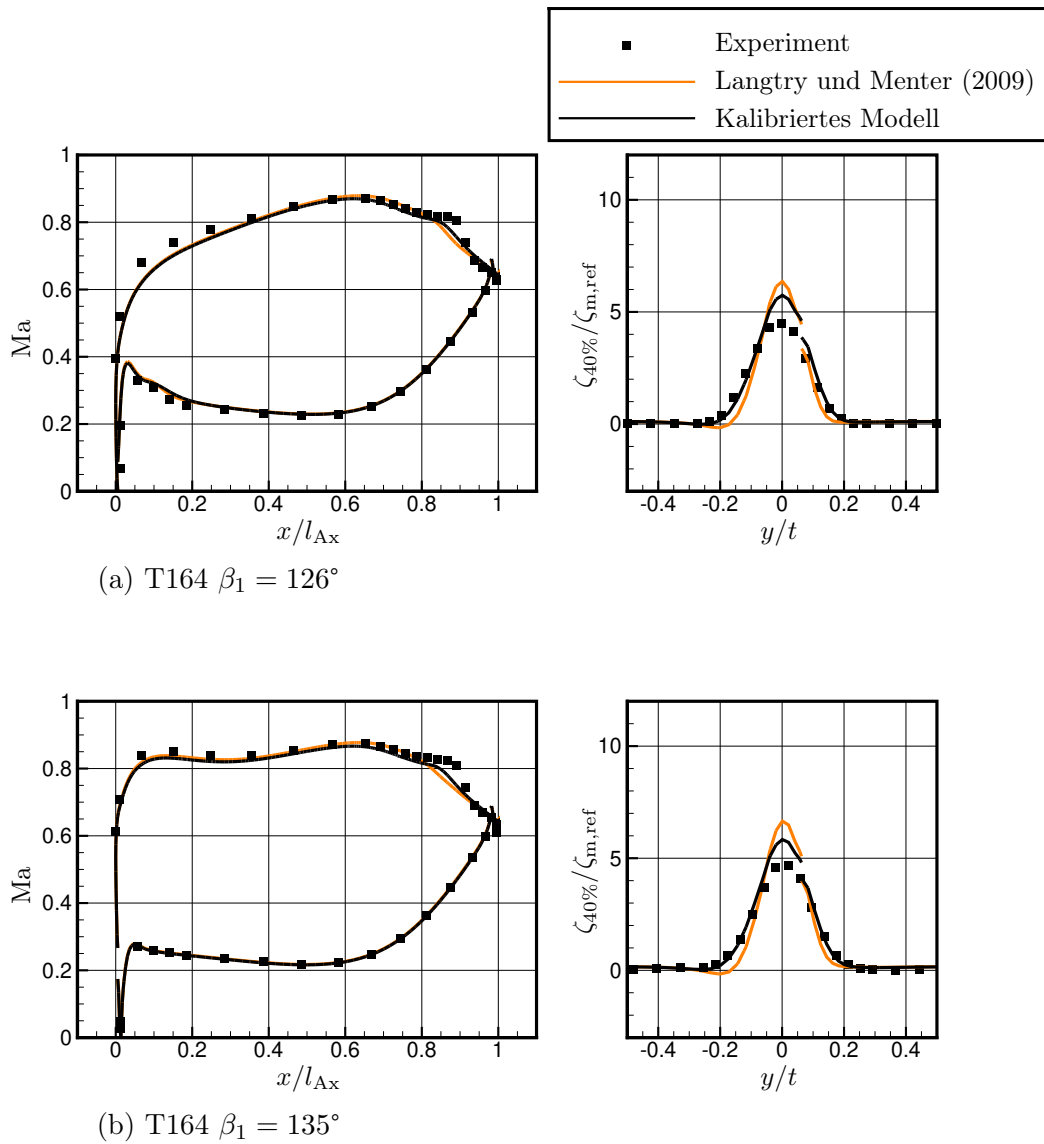 Experiment
Langtry und Menter (2009)
Kalibriertes Modell
1
0.8
0.6
0.4
0.2
0
Ma
0 0.2 0.4 0.6 0.8 1
x/l_Ax
10
5
0
ζ_40%/ζ_m,ref
-0.4 -0.2 0 0.2 0.4
y/t
(a) T164 β₁ = 126°
1
0.8
0.6
0.4
0.2
0
Ma
0 0.2 0.4 0.6 0.8 1
x/l_Ax
10
5
0
ζ_40%/ζ_m,ref
-0.4 -0.2 0 0.2 0.4
y/t
(b) T164 β₁ = 135°